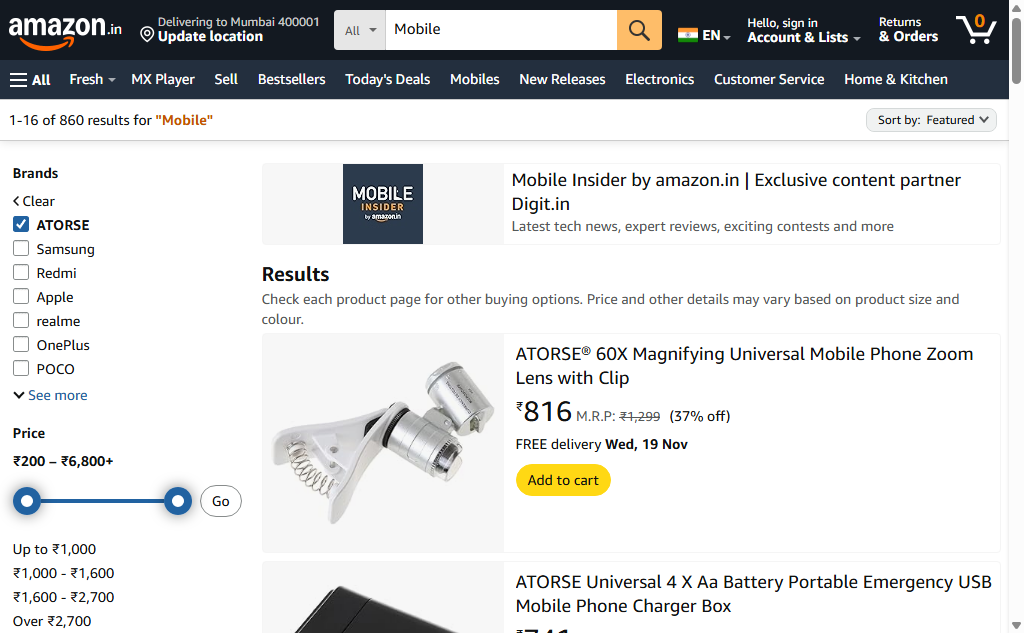 amazon.in
Delivering to Mumbai 400001
Update location
All
Mobile
EN
Hello, sign in
Account & Lists
Returns
& Orders
0
All
Fresh
MX Player
Sell
Bestsellers
Today's Deals
Mobiles
New Releases
Electronics
Customer Service
Home & Kitchen
1-16 of 860 results for "Mobile"
Sort by: Featured
Brands
Clear
ATORSE
Samsung
Redmi
Apple
realme
OnePlus
POCO
See more
Price
₹200 – ₹6,800+
Go
Up to ₹1,000
₹1,000 - ₹1,600
₹1,600 - ₹2,700
Over ₹2,700
MOBILE
INSIDER
by amazon.in
Mobile Insider by amazon.in | Exclusive content partner
Digit.in
Latest tech news, expert reviews, exciting contests and more
Results
Check each product page for other buying options. Price and other details may vary based on product size and
colour.
ATORSE® 60X Magnifying Universal Mobile Phone Zoom
Lens with Clip
₹816 M.R.P: ₹1,299 (37% off)
FREE delivery Wed, 19 Nov
Add to cart
ATORSE Universal 4 X Aa Battery Portable Emergency USB
Mobile Phone Charger Box